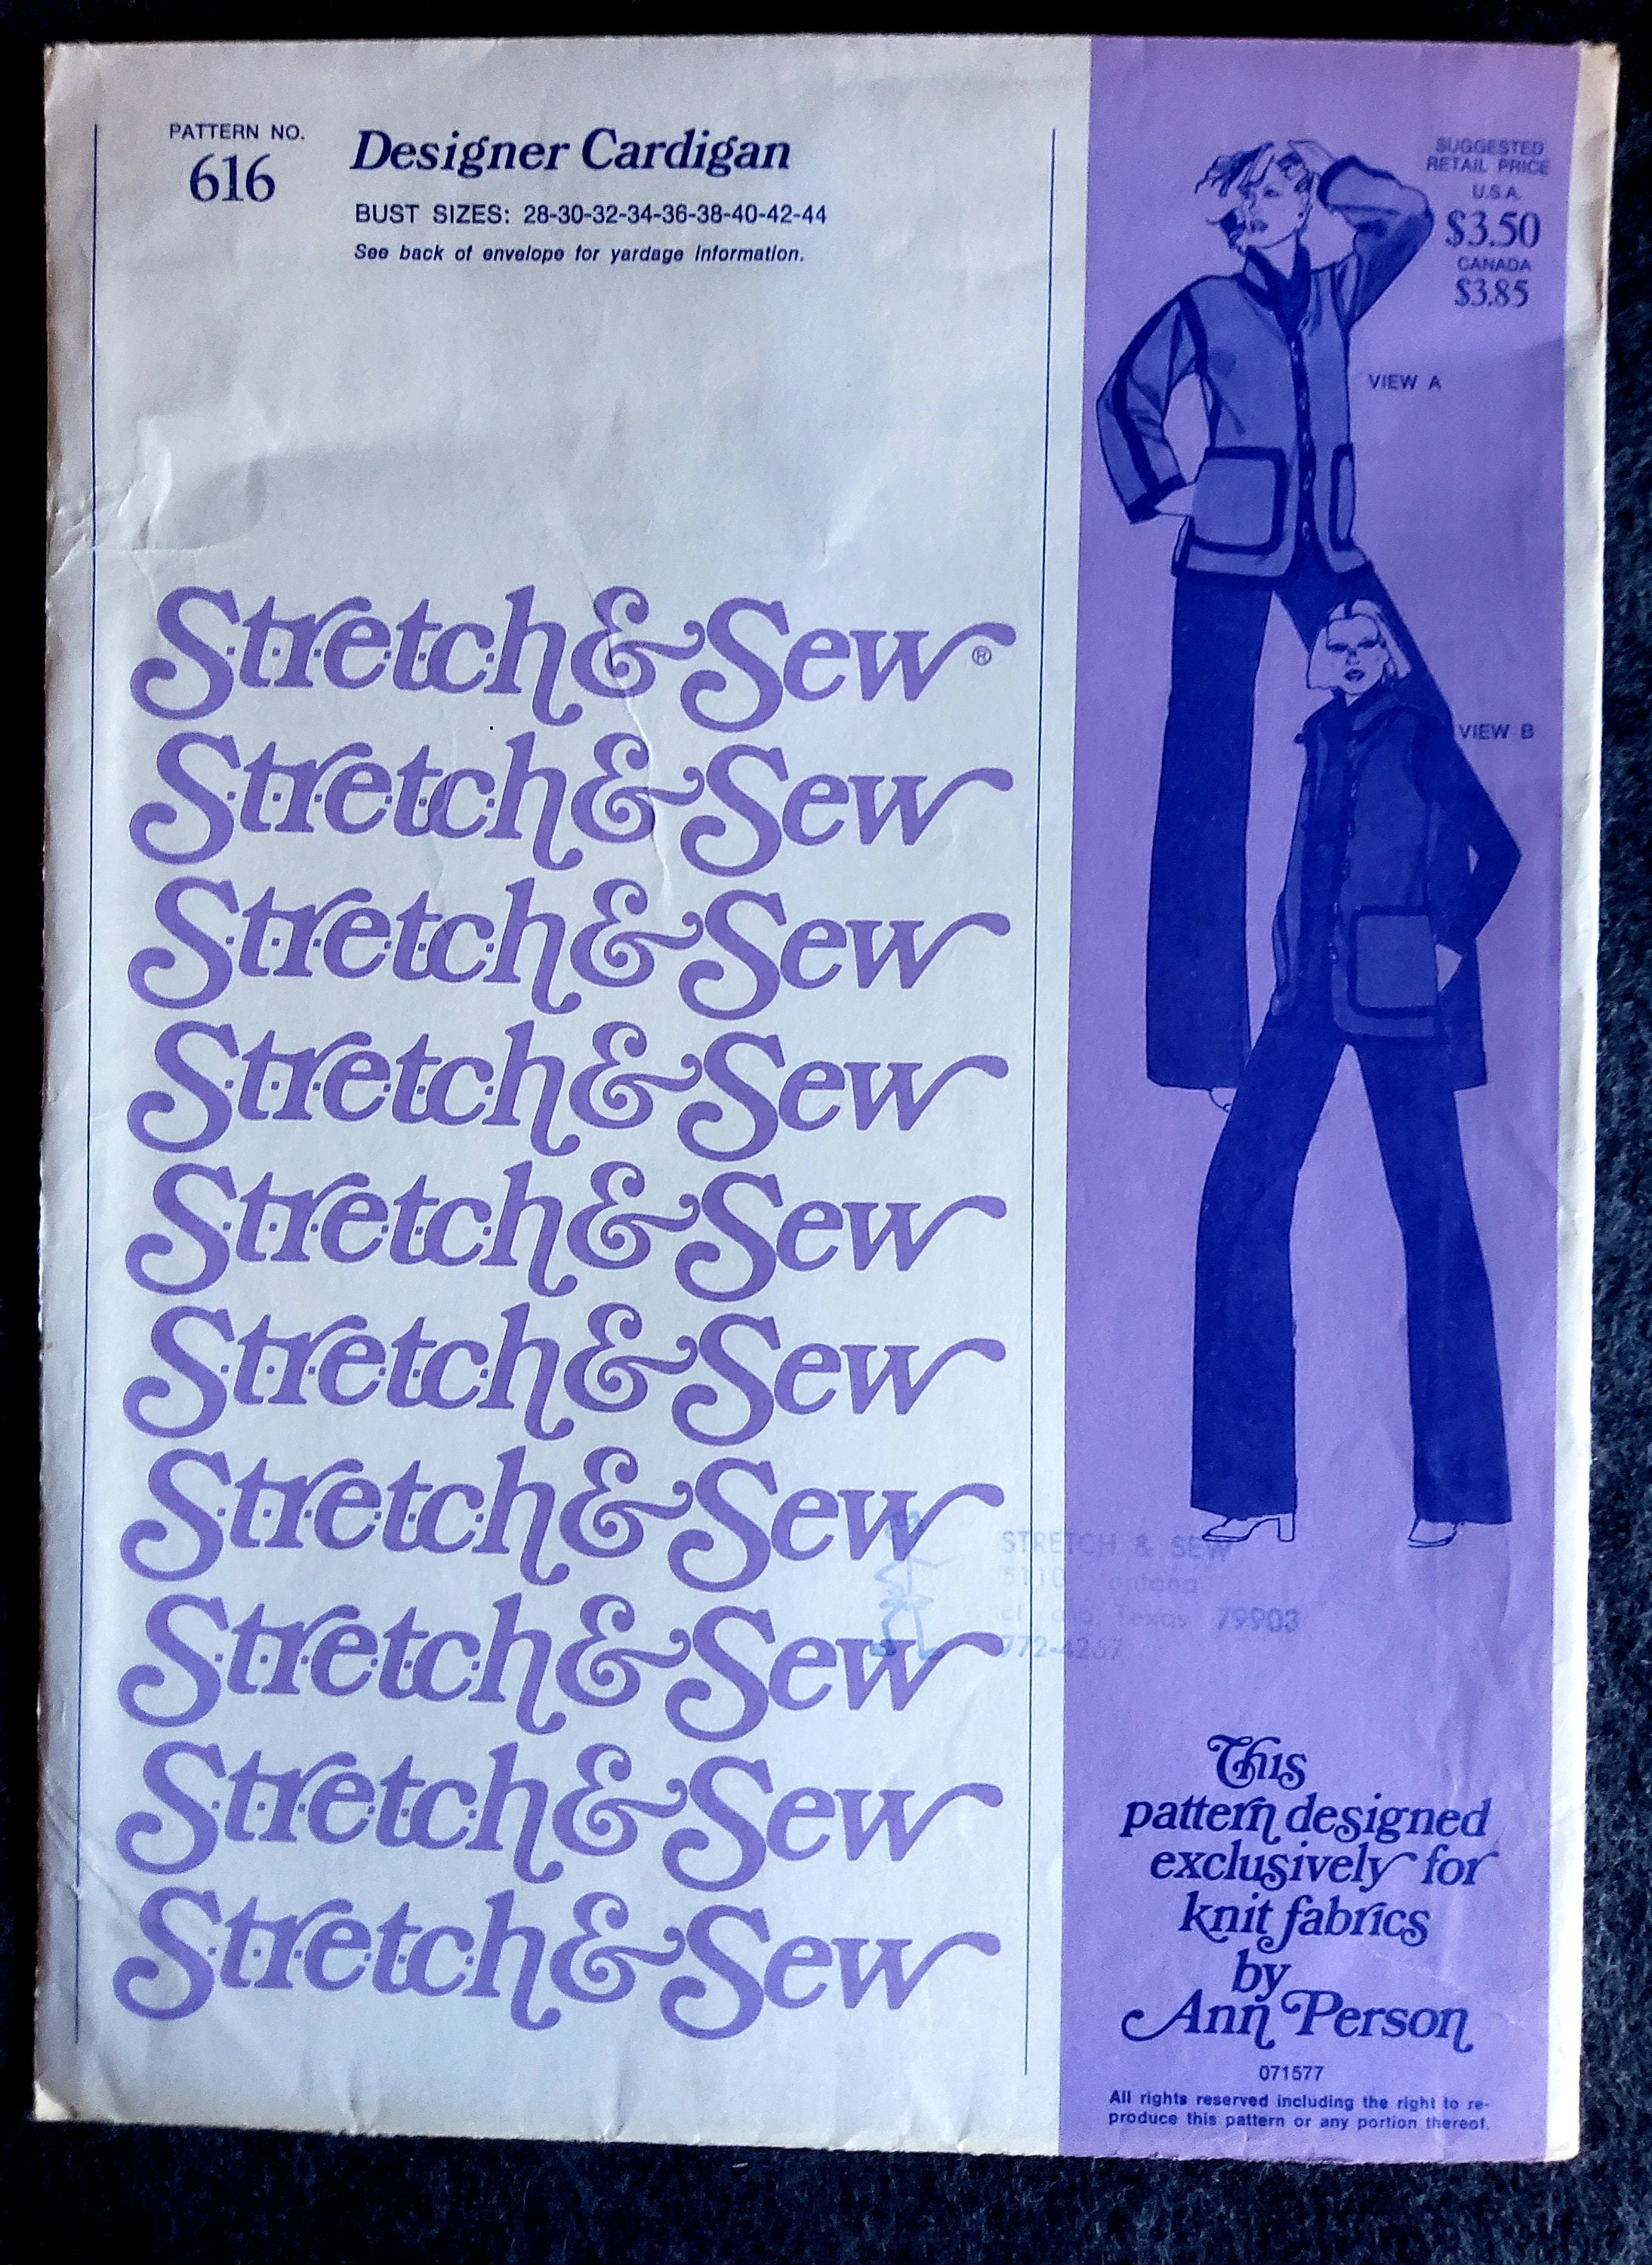 PATTERN NO.
616
Designer Cardigan
BUST SIZES: 28-30-32-34-36-38-40-42-44
See back of envelope for yardage information.
SUGGESTED
RETAIL PRICE
U.S.A.
$3.50
CANADA
$3.85
VIEW A
VIEW B
Stretch & Sew®
Stretch & Sew
Stretch & Sew
Stretch & Sew
Stretch & Sew
Stretch & Sew
Stretch & Sew
Stretch & Sew
Stretch & Sew
Stretch & Sew
STRETCH & SEW
5110
Texas 79903
772-4267
This
pattern designed
exclusively for
knit fabrics
by
Ann Person
071577
All rights reserved including the right to re-
produce this pattern or any portion thereof.